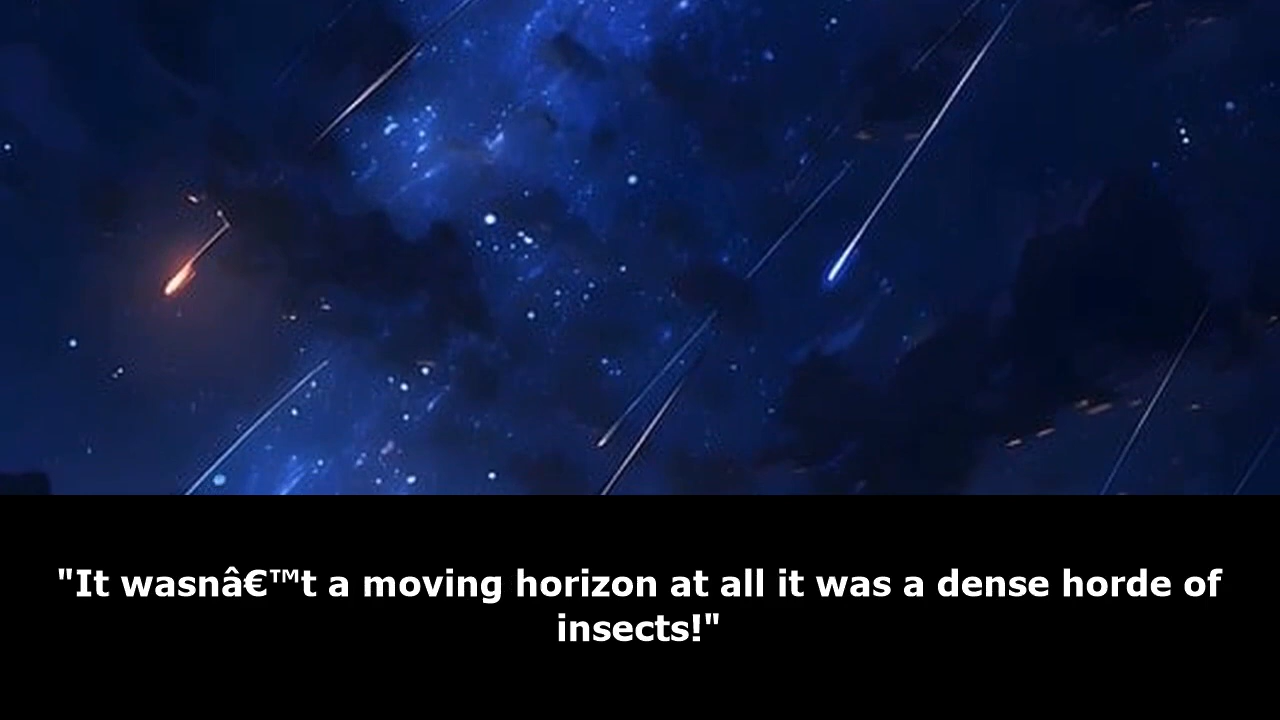 "It wasnâ€™t a moving horizon at all it was a dense horde of
insects!"